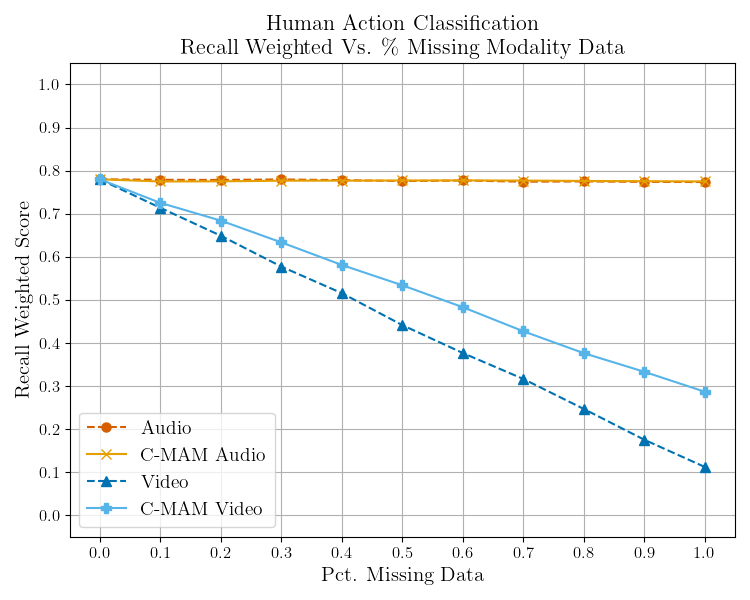 Human Action Classification
Recall Weighted Vs. % Missing Modality Data
Recall Weighted Score
1.0
0.9
0.8
0.7
0.6
0.5
0.4
0.3
0.2
0.1
0.0
Audio
C-MAM Audio
Video
C-MAM Video
0.0 0.1 0.2 0.3 0.4 0.5 0.6 0.7 0.8 0.9 1.0
Pct. Missing Data